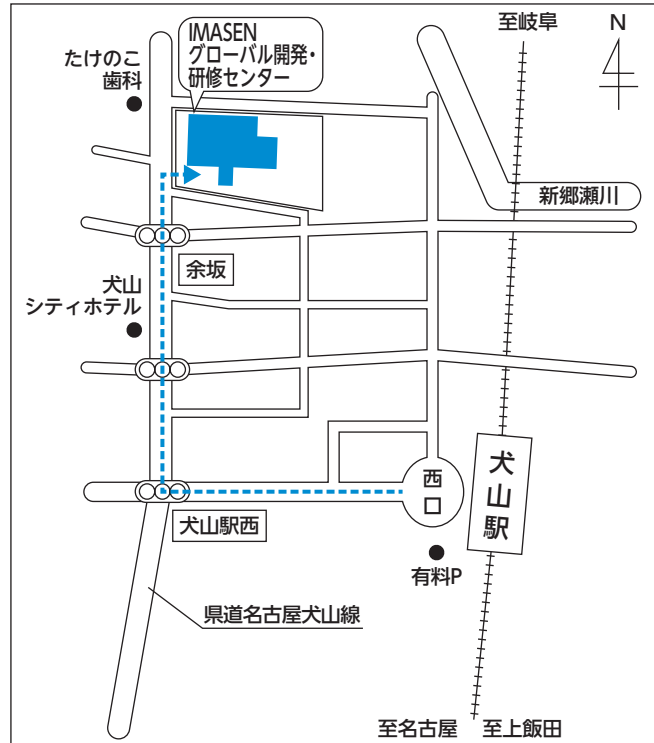 至岐阜
N
IMASEN
グローバル開発・
研修センター
たけのこ
歯科
新郷瀬川
余坂
犬山
シティホテル
西口
犬山駅
犬山駅西
有料P
県道名古屋犬山線
至名古屋
至上飯田